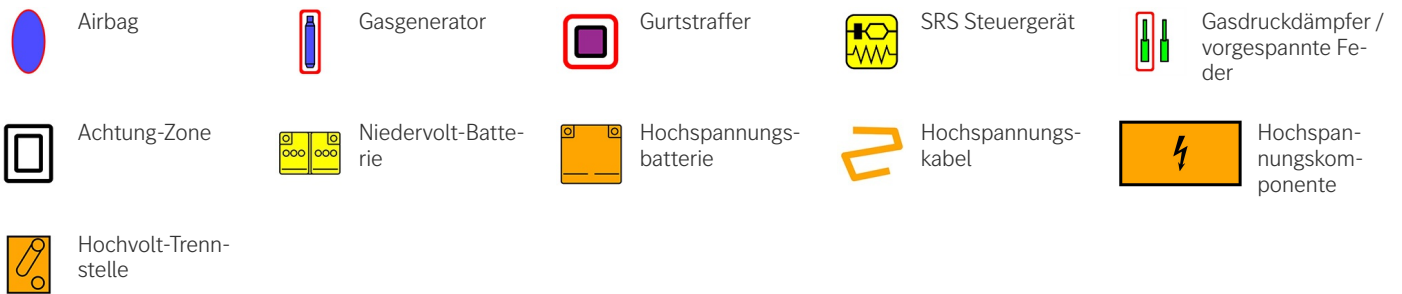 Airbag
Gasgenerator
Gurtstraffer
SRS Steuergerät
Gasdruckdämpfer /
vorgespannte Fe-
der
Achtung-Zone
Niedervolt-Batte-
rie
Hochspannungs-
batterie
Hochspannungs-
kabel
Hochspan-
nungskom-
ponente
Hochvolt-Trenn-
stelle